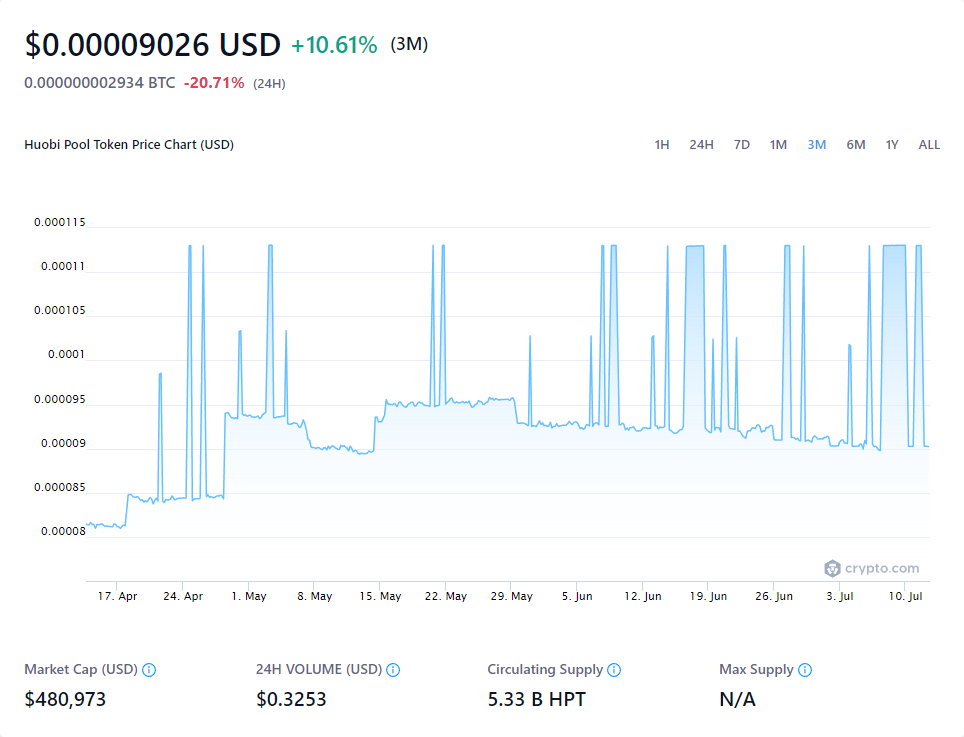 $0.00009026 USD +10.61% (3M)
0.000000002934 BTC -20.71% (24H)
Huobi Pool Token Price Chart (USD) 1H 24H 7D 1M 3M 6M 1Y ALL
0.000115
0.00011
0.000105
0.0001
0.000095
0.00009
0.000085
0.00008
crypto.com
17. Apr 24. Apr 1. May 8. May 15. May 22. May 29. May 5. Jun 12. Jun 19. Jun 26. Jun 3. Jul 10. Jul
Market Cap (USD) 24H VOLUME (USD) Circulating Supply Max Supply
$480,973 $0.3253 5.33 B HPT N/A